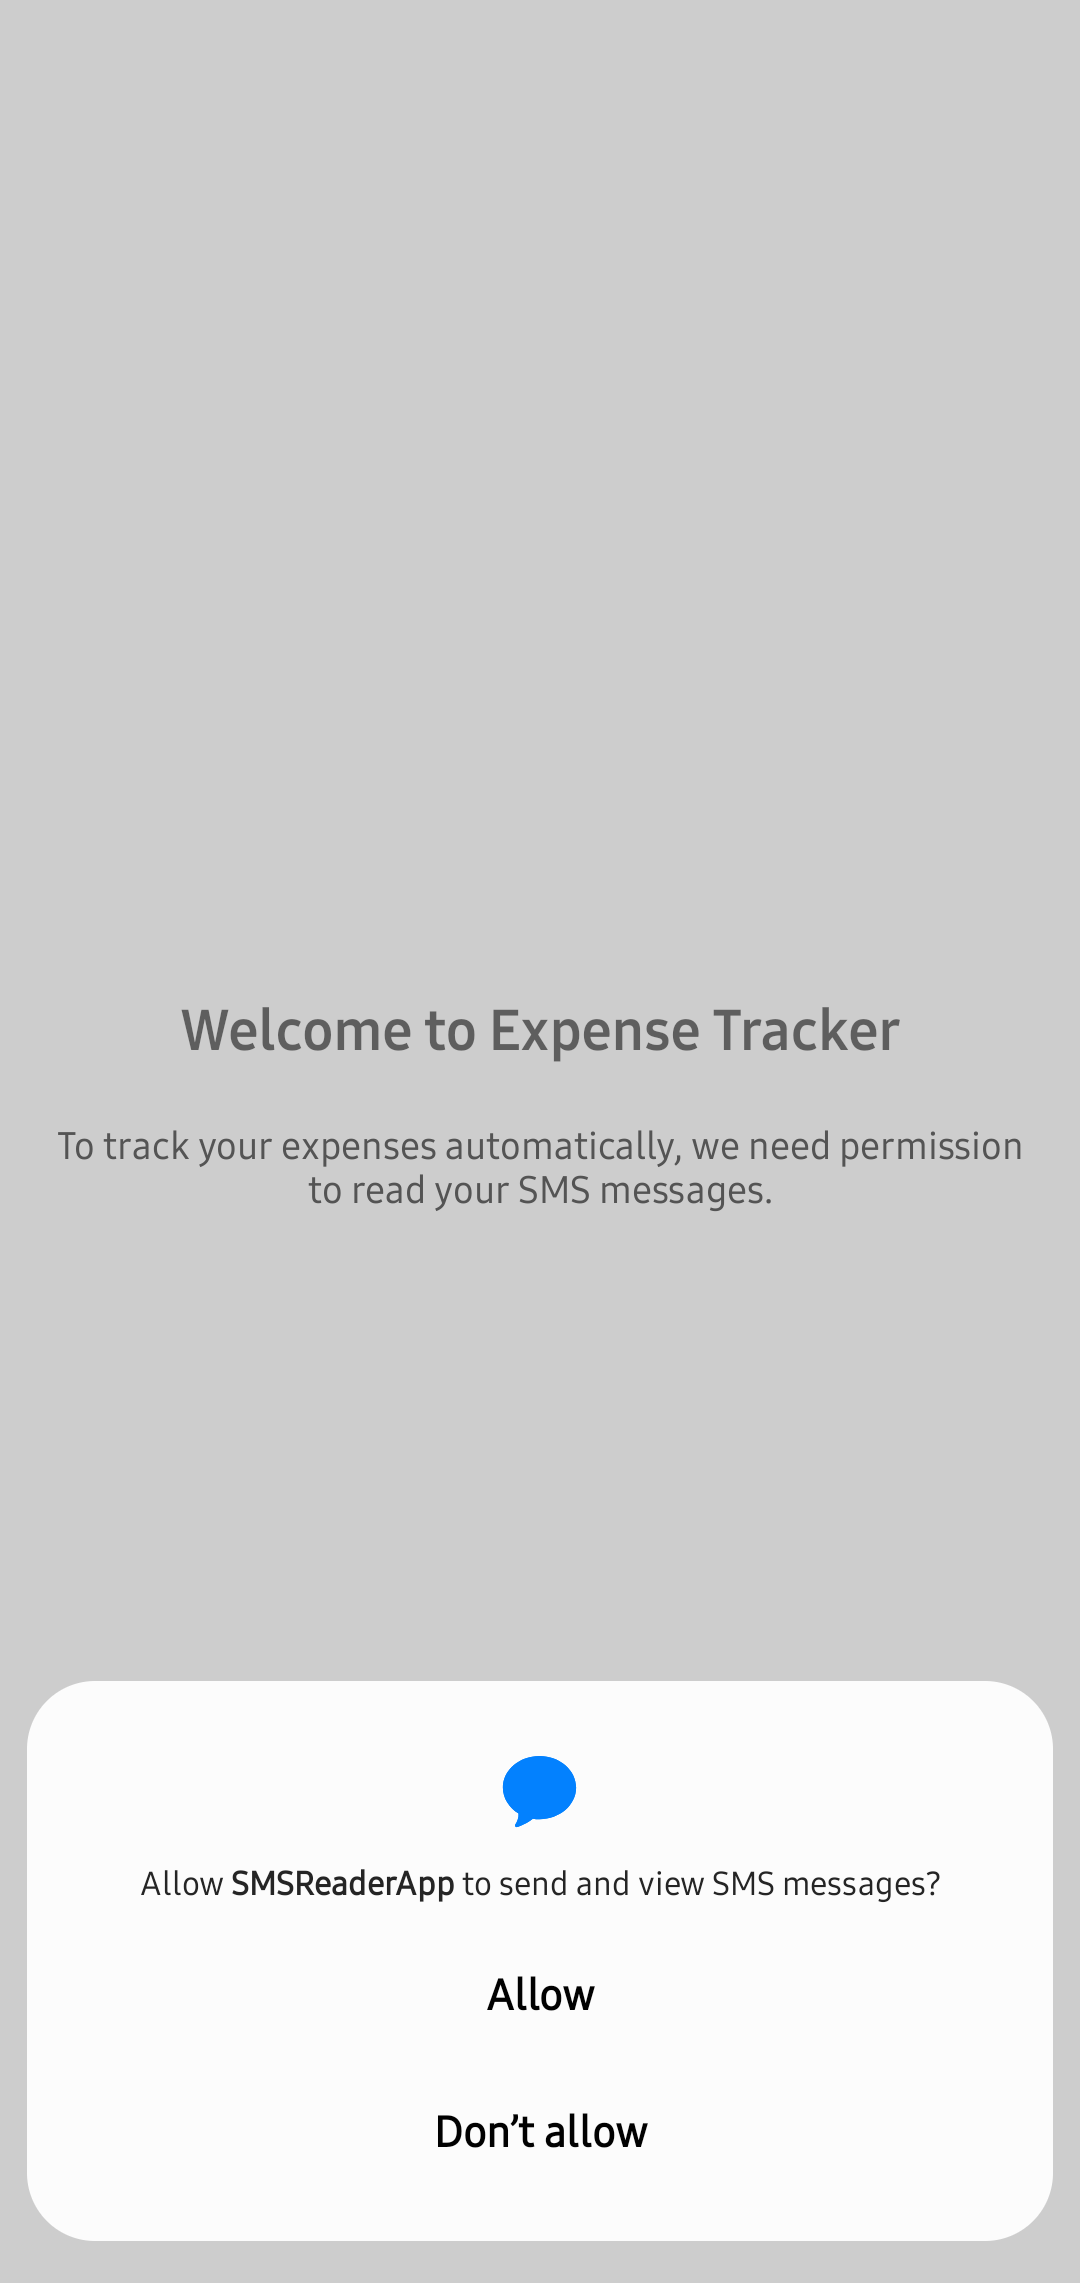 Welcome to Expense Tracker
To track your expenses automatically, we need permission
to read your SMS messages.
Allow SMSReaderApp to send and view SMS messages?
Allow
Don’t allow